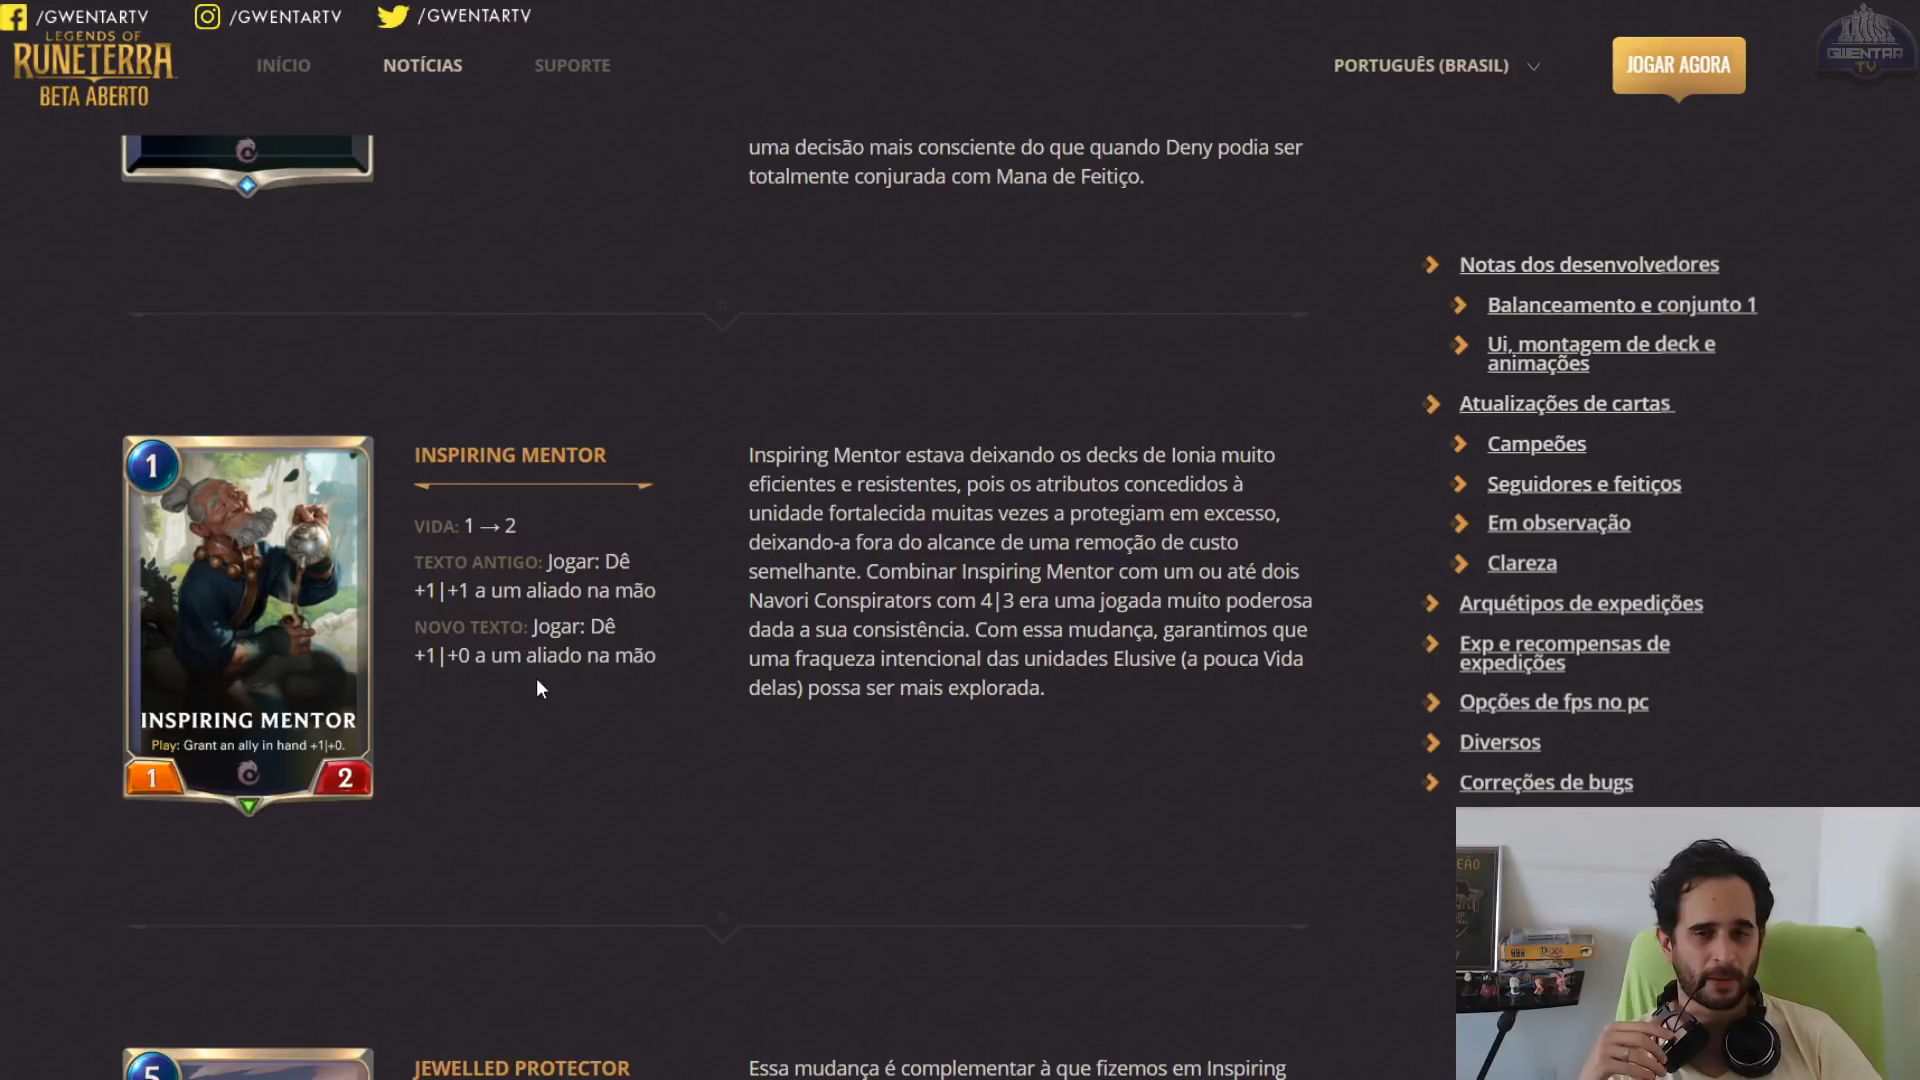 /GWENTARTV
/GWENTARTV
/GWENTARTV
LEGENDS OF
RUNETERRA
BETA ABERTO
INÍCIO
NOTÍCIAS
SUPORTE
PORTUGUÊS (BRASIL)
JOGAR AGORA
GWENTAR
TV
uma decisão mais consciente do que quando Deny podia ser
totalmente conjurada com Mana de Feitiço.
1
INSPIRING MENTOR
Play: Grant an ally in hand +1|+0.
1
2
INSPIRING MENTOR
VIDA: 1 → 2
TEXTO ANTIGO: Jogar: Dê
+1|+1 a um aliado na mão
NOVO TEXTO: Jogar: Dê
+1|+0 a um aliado na mão
Inspiring Mentor estava deixando os decks de Ionia muito
eficientes e resistentes, pois os atributos concedidos à
unidade fortalecida muitas vezes a protegiam em excesso,
deixando-a fora do alcance de uma remoção de custo
semelhante. Combinar Inspiring Mentor com um ou até dois
Navori Conspirators com 4|3 era uma jogada muito poderosa
dada a sua consistência. Com essa mudança, garantimos que
uma fraqueza intencional das unidades Elusive (a pouca Vida
delas) possa ser mais explorada.
Notas dos desenvolvedores
Balanceamento e conjunto 1
Ui, montagem de deck e
animações
Atualizações de cartas
Campeões
Seguidores e feitiços
Em observação
Clareza
Arquétipos de expedições
Exp e recompensas de
expedições
Opções de fps no pc
Diversos
Correções de bugs
5
JEWELLED PROTECTOR
Essa mudança é complementar à que fizemos em Inspiring